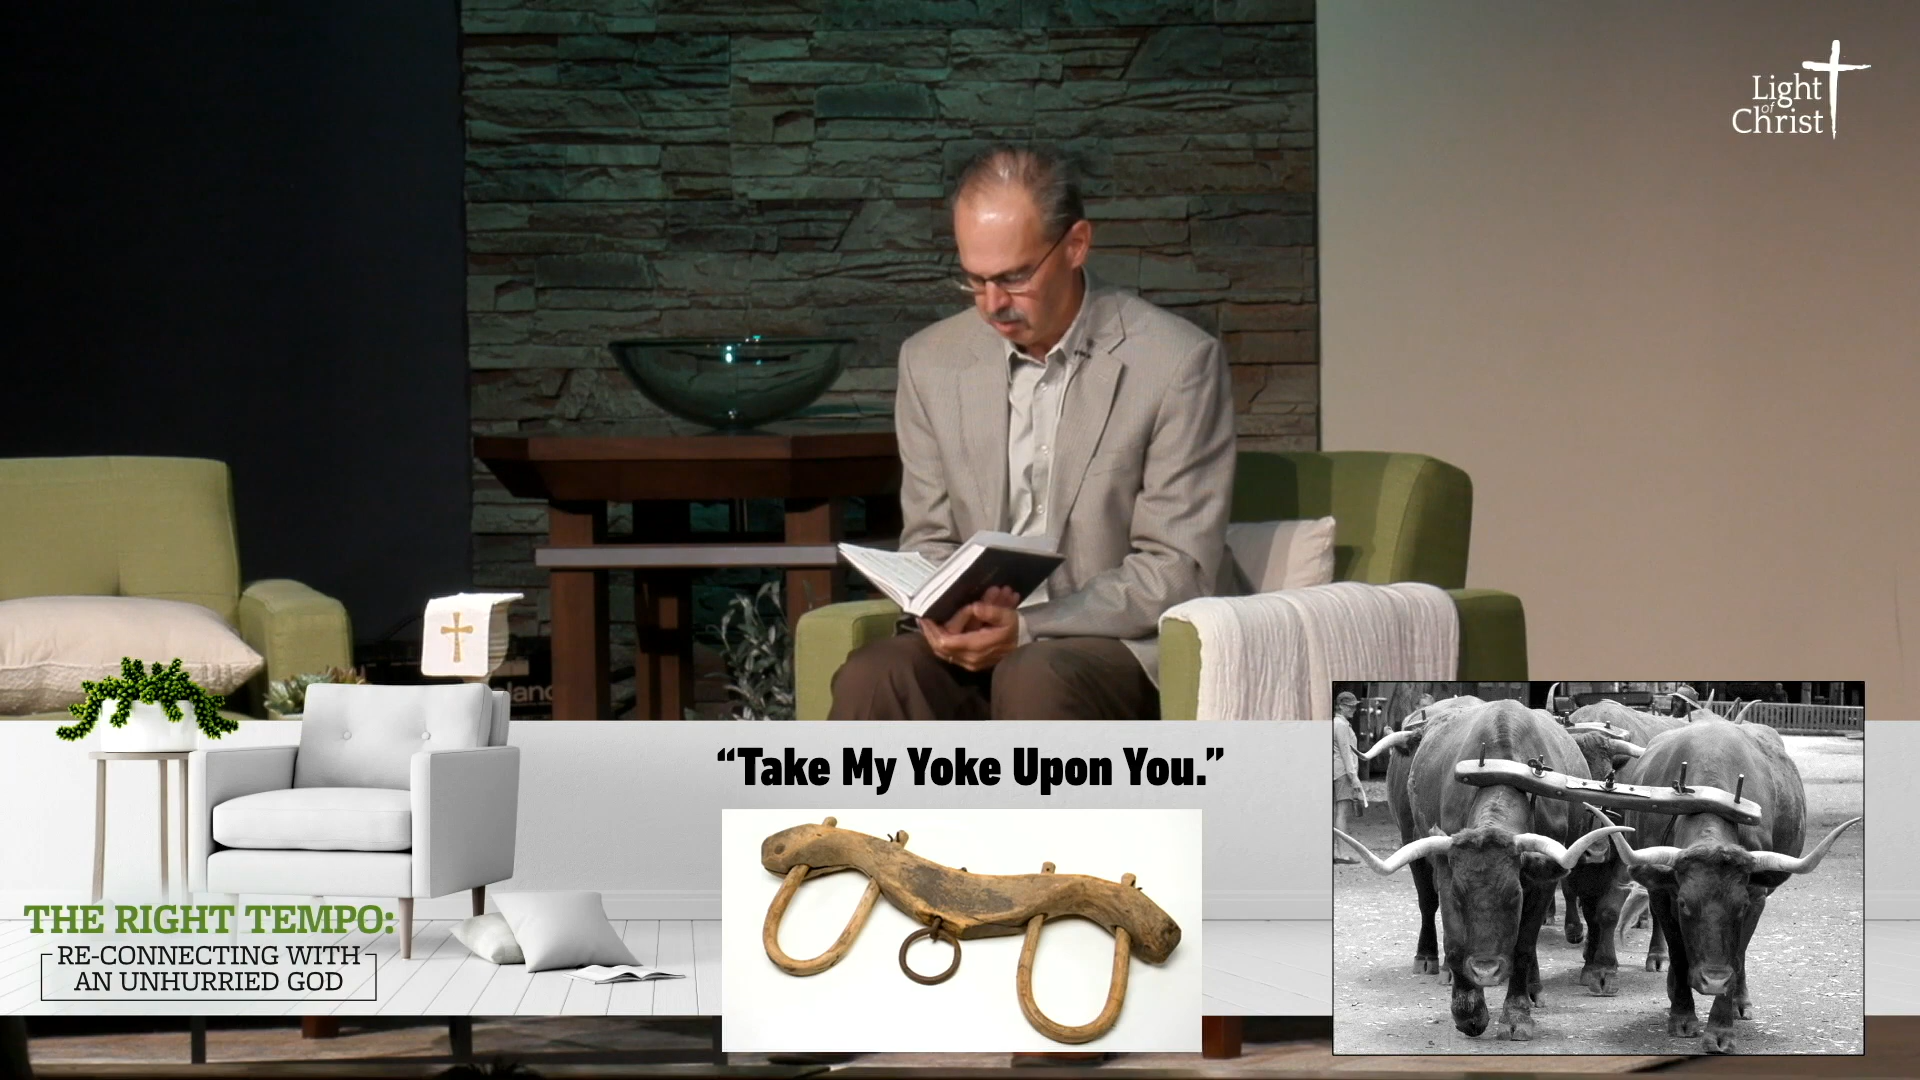 Light
of
Christ
“Take My Yoke Upon You.”
THE RIGHT TEMPO:
RE-CONNECTING WITH
AN UNHURRIED GOD